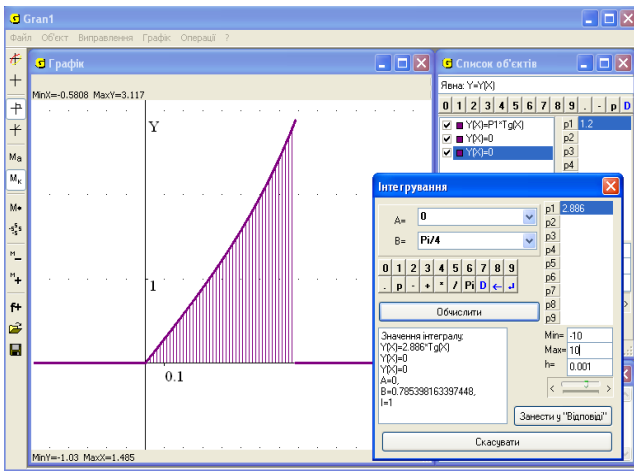 Gran1
Файл Об'єкт Виправлення Графік Операції ?
Графік
MinX=-0.5808 MaxY=3.117
Y
1
0.1
MinY=-1.03 MaxX=1.485
Ma
Mк
M•
M
M+
f+
Список об'єктів
Явна: Y=Y(X)
0 1 2 3 4 5 6 7 8 9 . - p D
Y(X)=P1*Tg(X)
Y(X)=0
Y(X)=0
p1 1.2
p2
p3
p4
Інтегрування
A= 0
B= Pi/4
0 1 2 3 4 5 6 7 8 9
. p - + * / Pi D ← ↲
Обчислити
p1 2.886
p2
p3
p4
p5
p6
p7
p8
p9
Значення інтегралу:
Y(X)=2.886*Tg(X)
Y(X)=0
Y(X)=0
A=0,
B=0.785398163397448,
I=1
Min= -10
Max= 10
h= 0.001
Занести у "Відповіді"
Скасувати